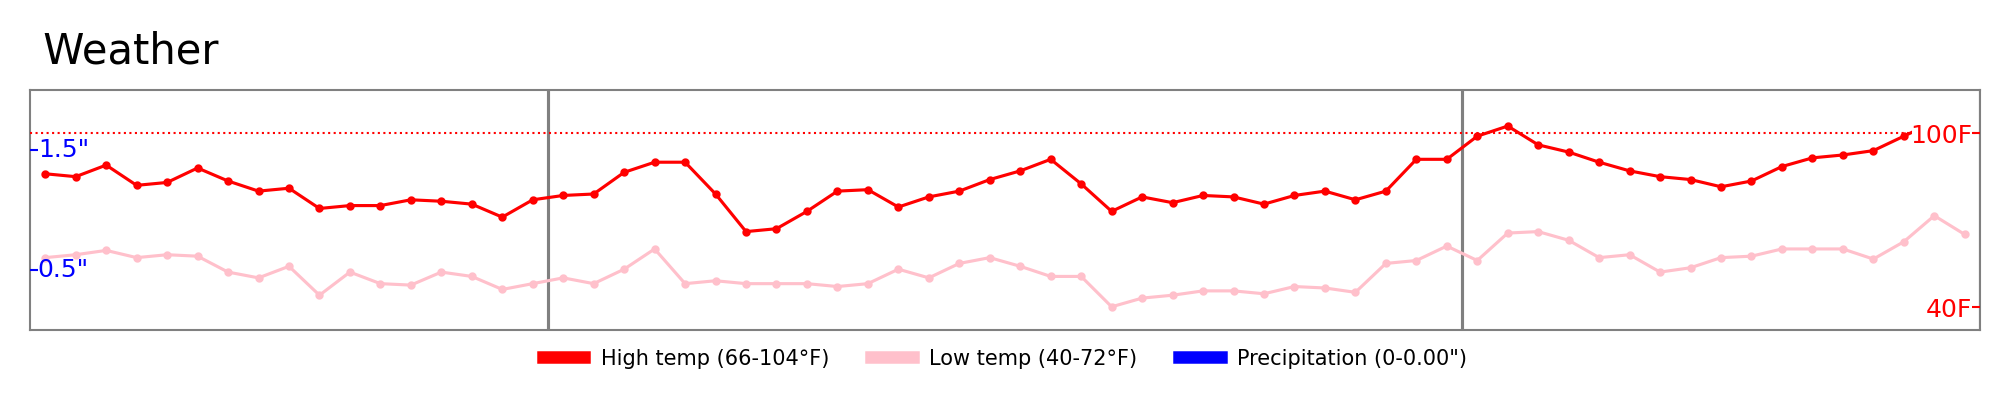 Weather
1.5"
100F
0.5"
40F
High temp (66-104°F) Low temp (40-72°F) Precipitation (0-0.00")